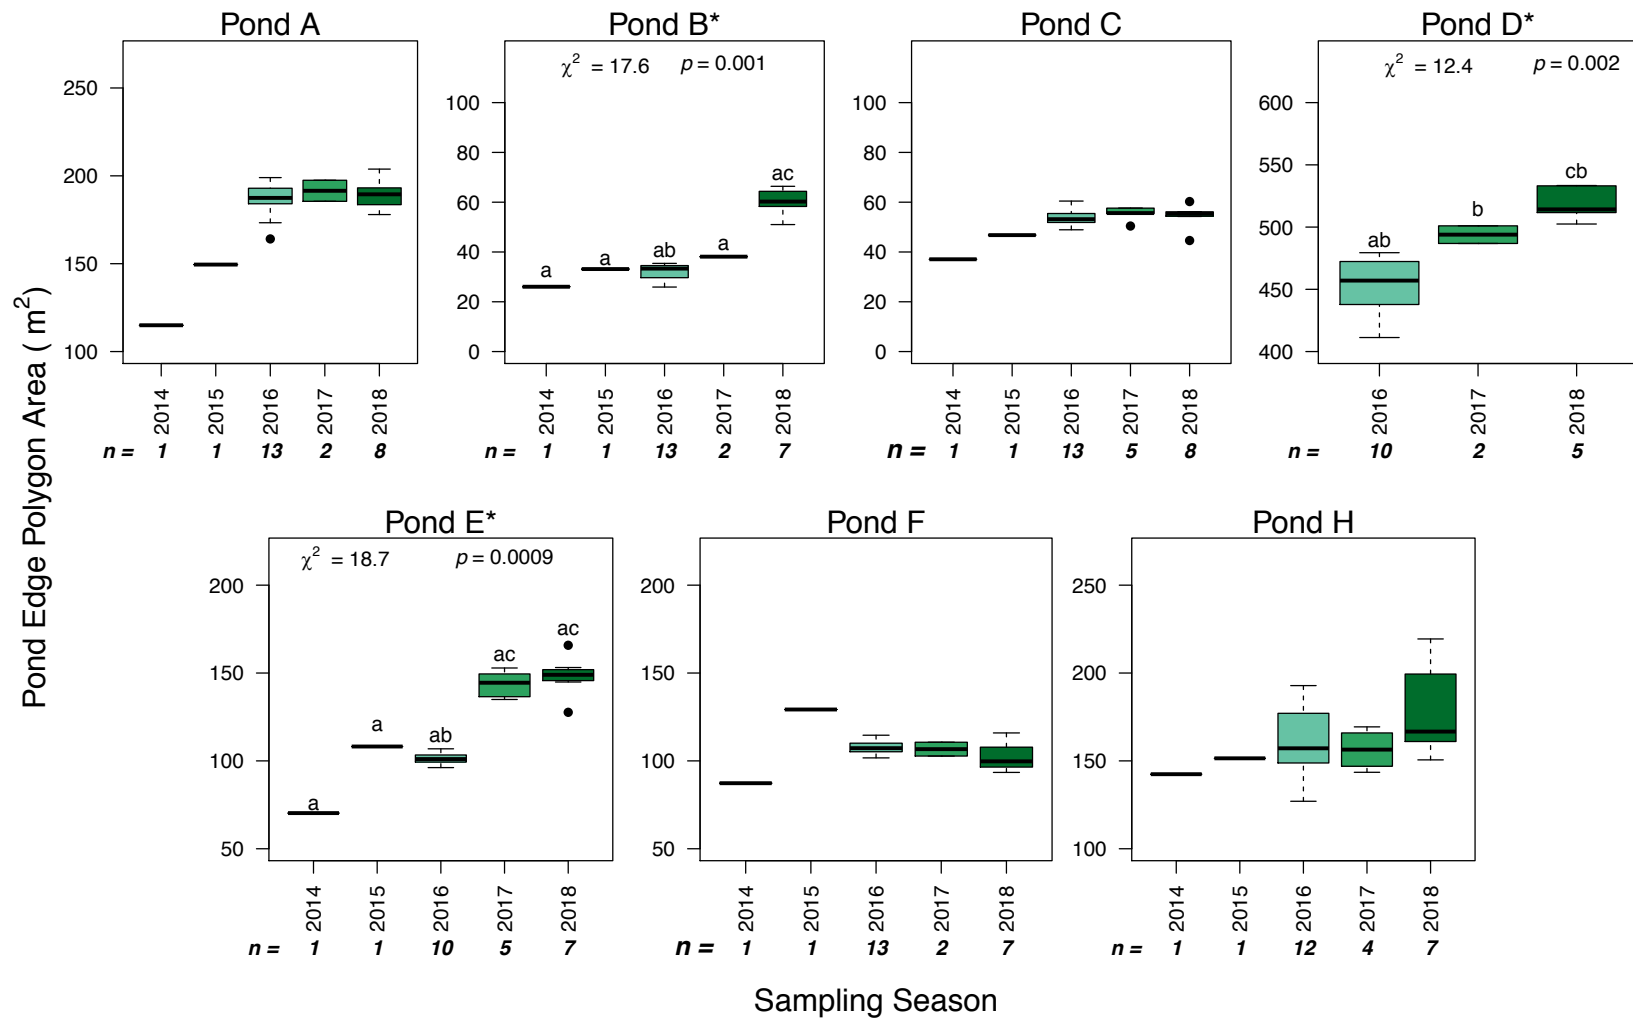 Pond A
Pond B*
Pond C
Pond D*
χ² = 17.6 p = 0.001
χ² = 12.4 p = 0.002
250
200
150
100
100
80
60
40
20
0
100
80
60
40
20
0
600
550
500
450
400
a
a
ab
a
ac
ab
b
cb
2014 2015 2016 2017 2018
2014 2015 2016 2017 2018
2014 2015 2016 2017 2018
2016 2017 2018
n = 1 1 13 2 8
n = 1 1 13 2 7
n = 1 1 13 5 8
n = 10 2 5
Pond Edge Polygon Area ( m²)
Pond E*
Pond F
Pond H
χ² = 18.7 p = 0.0009
200
150
100
50
200
150
100
50
250
200
150
100
a
a
ab
ac
ac
2014 2015 2016 2017 2018
2014 2015 2016 2017 2018
2014 2015 2016 2017 2018
n = 1 1 10 5 7
n = 1 1 13 2 7
n = 1 1 12 4 7
Sampling Season